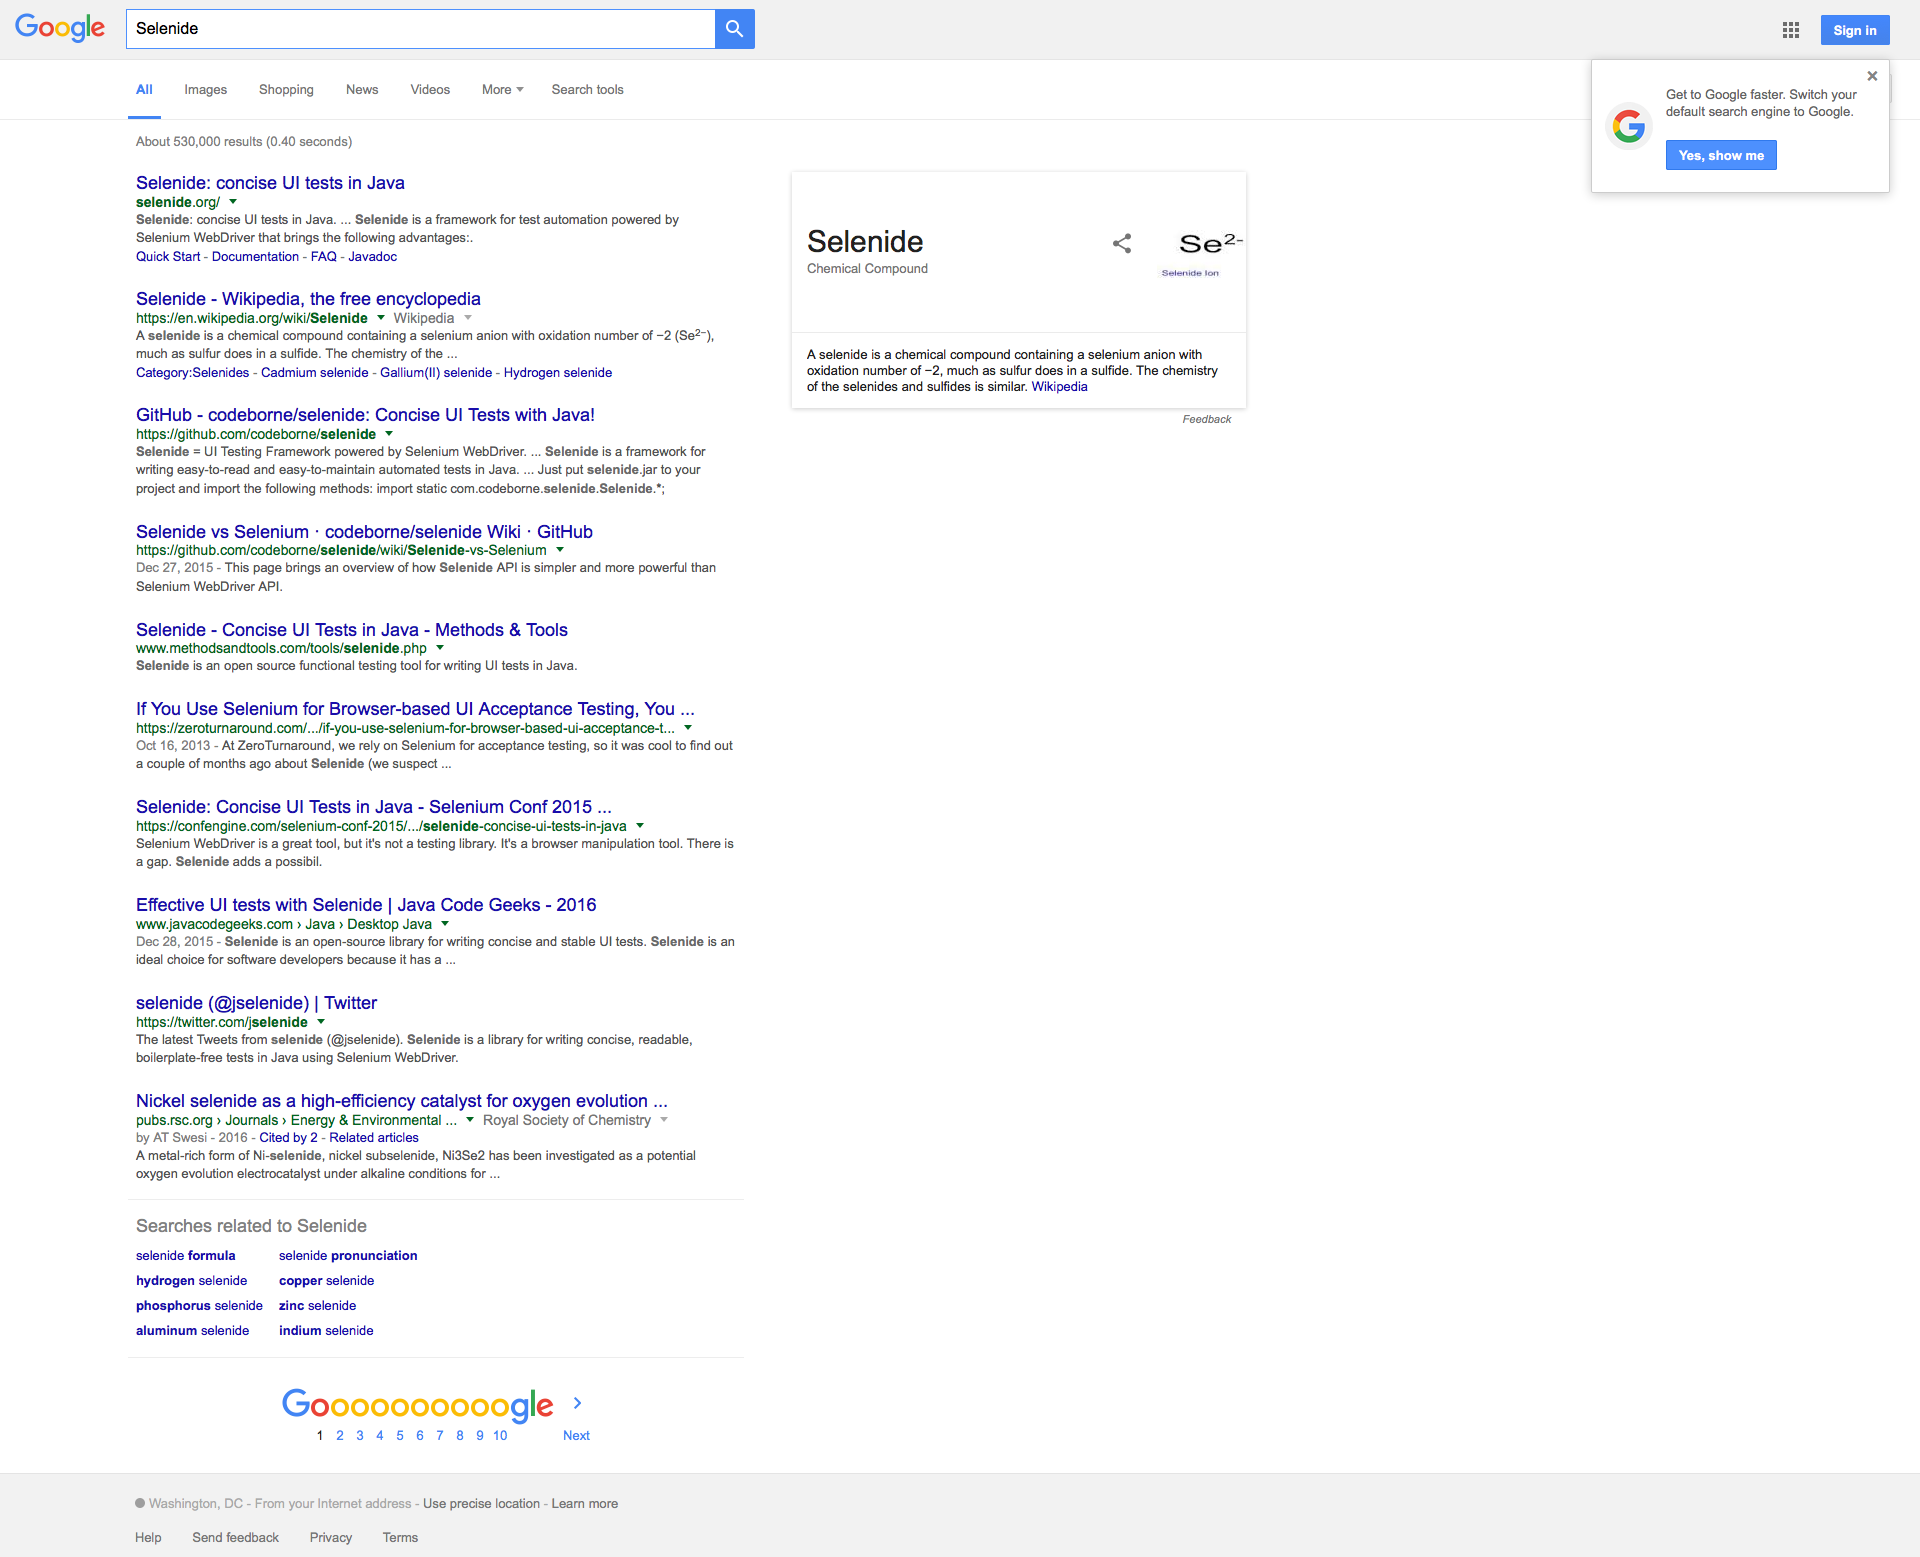 Google
Selenide
Sign in
All Images Shopping News Videos More Search tools
Get to Google faster. Switch your
default search engine to Google.
Yes, show me
About 530,000 results (0.40 seconds)
Selenide: concise UI tests in Java
selenide.org/
Selenide: concise UI tests in Java. ... Selenide is a framework for test automation powered by
Selenium WebDriver that brings the following advantages:.
Quick Start - Documentation - FAQ - Javadoc
Selenide - Wikipedia, the free encyclopedia
https://en.wikipedia.org/wiki/Selenide Wikipedia
A selenide is a chemical compound containing a selenium anion with oxidation number of −2 (Se²⁻),
much as sulfur does in a sulfide. The chemistry of the ...
Category:Selenides - Cadmium selenide - Gallium(II) selenide - Hydrogen selenide
GitHub - codeborne/selenide: Concise UI Tests with Java!
https://github.com/codeborne/selenide
Selenide = UI Testing Framework powered by Selenium WebDriver. ... Selenide is a framework for
writing easy-to-read and easy-to-maintain automated tests in Java. ... Just put selenide.jar to your
project and import the following methods: import static com.codeborne.selenide.Selenide.*;
Selenide vs Selenium · codeborne/selenide Wiki · GitHub
https://github.com/codeborne/selenide/wiki/Selenide-vs-Selenium
Dec 27, 2015 - This page brings an overview of how Selenide API is simpler and more powerful than
Selenium WebDriver API.
Selenide - Concise UI Tests in Java - Methods & Tools
www.methodsandtools.com/tools/selenide.php
Selenide is an open source functional testing tool for writing UI tests in Java.
If You Use Selenium for Browser-based UI Acceptance Testing, You ...
https://zeroturnaround.com/.../if-you-use-selenium-for-browser-based-ui-acceptance-t...
Oct 16, 2013 - At ZeroTurnaround, we rely on Selenium for acceptance testing, so it was cool to find out
a couple of months ago about Selenide (we suspect ...
Selenide: Concise UI Tests in Java - Selenium Conf 2015 ...
https://confengine.com/selenium-conf-2015/.../selenide-concise-ui-tests-in-java
Selenium WebDriver is a great tool, but it's not a testing library. It's a browser manipulation tool. There is
a gap. Selenide adds a possibil.
Effective UI tests with Selenide | Java Code Geeks - 2016
www.javacodegeeks.com › Java › Desktop Java
Dec 28, 2015 - Selenide is an open-source library for writing concise and stable UI tests. Selenide is an
ideal choice for software developers because it has a ...
selenide (@jselenide) | Twitter
https://twitter.com/jselenide
The latest Tweets from selenide (@jselenide). Selenide is a library for writing concise, readable,
boilerplate-free tests in Java using Selenium WebDriver.
Nickel selenide as a high-efficiency catalyst for oxygen evolution ...
pubs.rsc.org › Journals › Energy & Environmental ... Royal Society of Chemistry
by AT Swesi - 2016 - Cited by 2 - Related articles
A metal-rich form of Ni-selenide, nickel subselenide, Ni3Se2 has been investigated as a potential
oxygen evolution electrocatalyst under alkaline conditions for ...
Selenide
Chemical Compound
Se²⁻
Selenide Ion
A selenide is a chemical compound containing a selenium anion with
oxidation number of −2, much as sulfur does in a sulfide. The chemistry
of the selenides and sulfides is similar. Wikipedia
Feedback
Searches related to Selenide
selenide formula selenide pronunciation
hydrogen selenide copper selenide
phosphorus selenide zinc selenide
aluminum selenide indium selenide
Goooooooooogle
1 2 3 4 5 6 7 8 9 10 Next
Washington, DC - From your Internet address - Use precise location - Learn more
Help Send feedback Privacy Terms